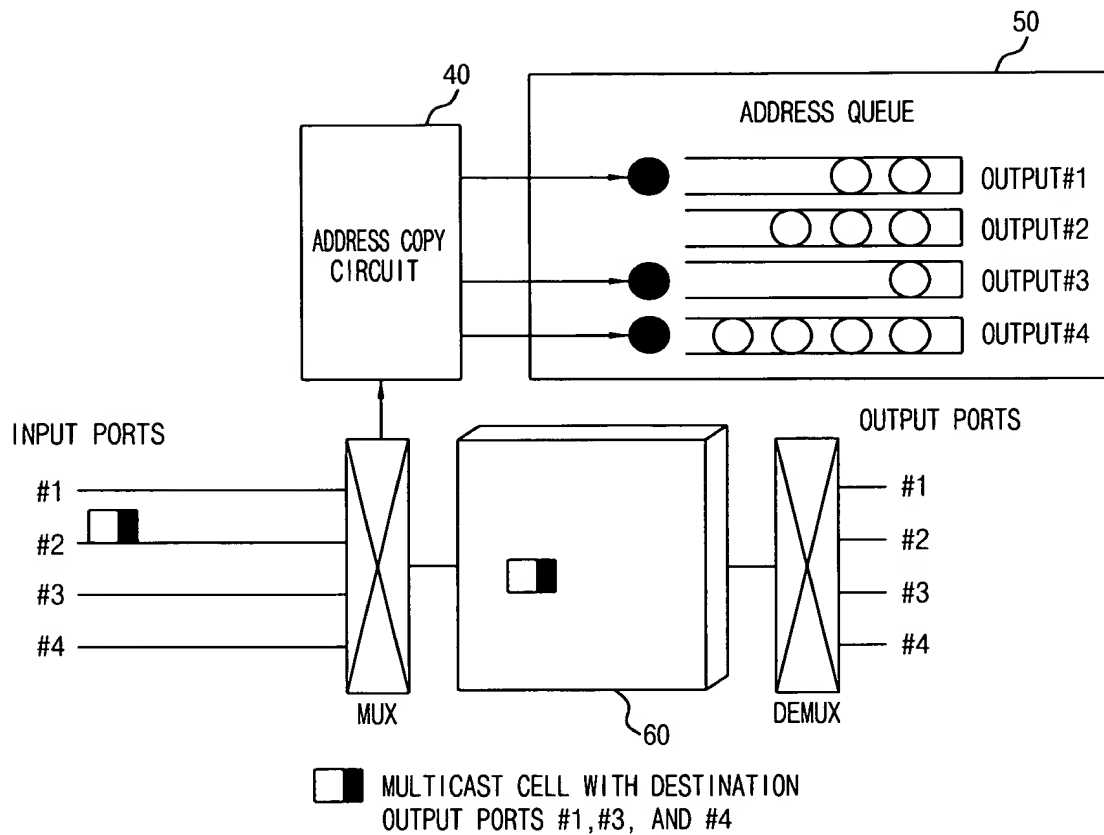 50
40
ADDRESS QUEUE
OUTPUT#1
OUTPUT#2
OUTPUT#3
OUTPUT#4
ADDRESS COPY
CIRCUIT
INPUT PORTS
#1
#2
#3
#4
MUX
60
DEMUX
OUTPUT PORTS
#1
#2
#3
#4
MULTICAST CELL WITH DESTINATION
OUTPUT PORTS #1,#3, AND #4